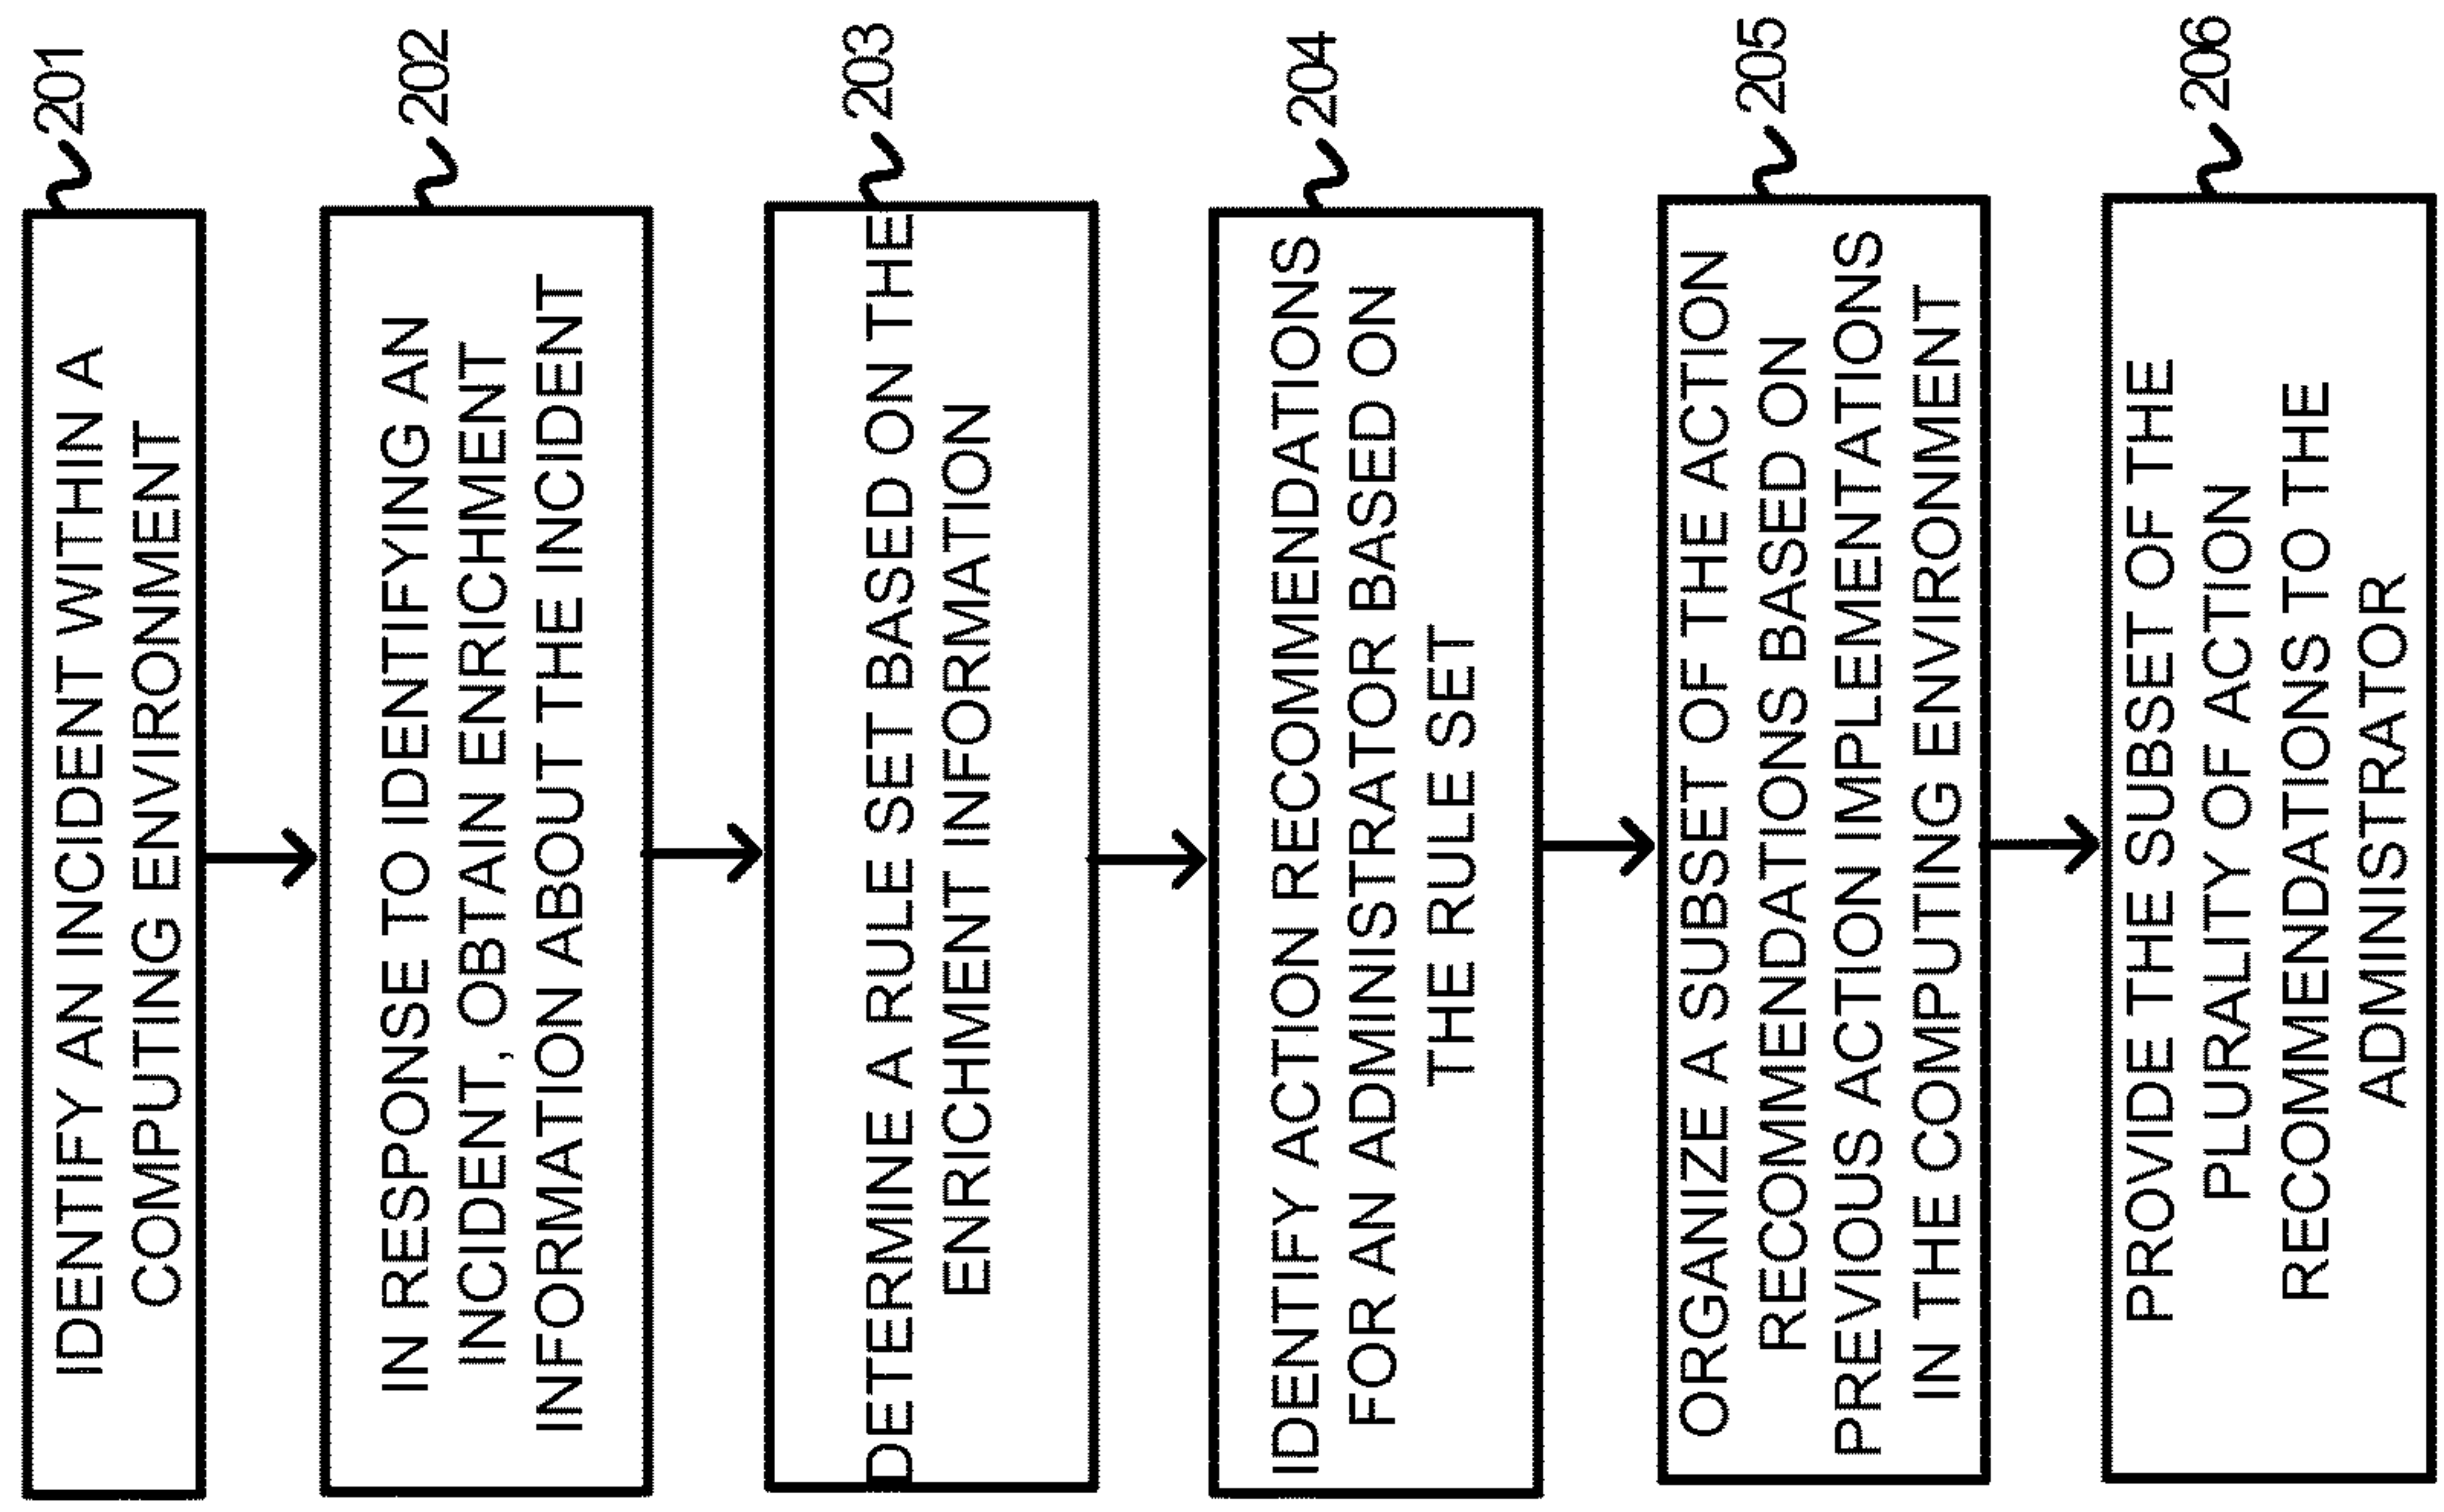 201
IDENTIFY AN INCIDENT WITHIN A
COMPUTING ENVIRONMENT
202
IN RESPONSE TO IDENTIFYING AN
INCIDENT, OBTAIN ENRICHMENT
INFORMATION ABOUT THE INCIDENT
203
DETERMINE A RULE SET BASED ON THE
ENRICHMENT INFORMATION
204
IDENTIFY ACTION RECOMMENDATIONS
FOR AN ADMINISTRATOR BASED ON
THE RULE SET
205
ORGANIZE A SUBSET OF THE ACTION
RECOMMENDATIONS BASED ON
PREVIOUS ACTION IMPLEMENTATIONS
IN THE COMPUTING ENVIRONMENT
206
PROVIDE THE SUBSET OF THE
PLURALITY OF ACTION
RECOMMENDATIONS TO THE
ADMINISTRATOR